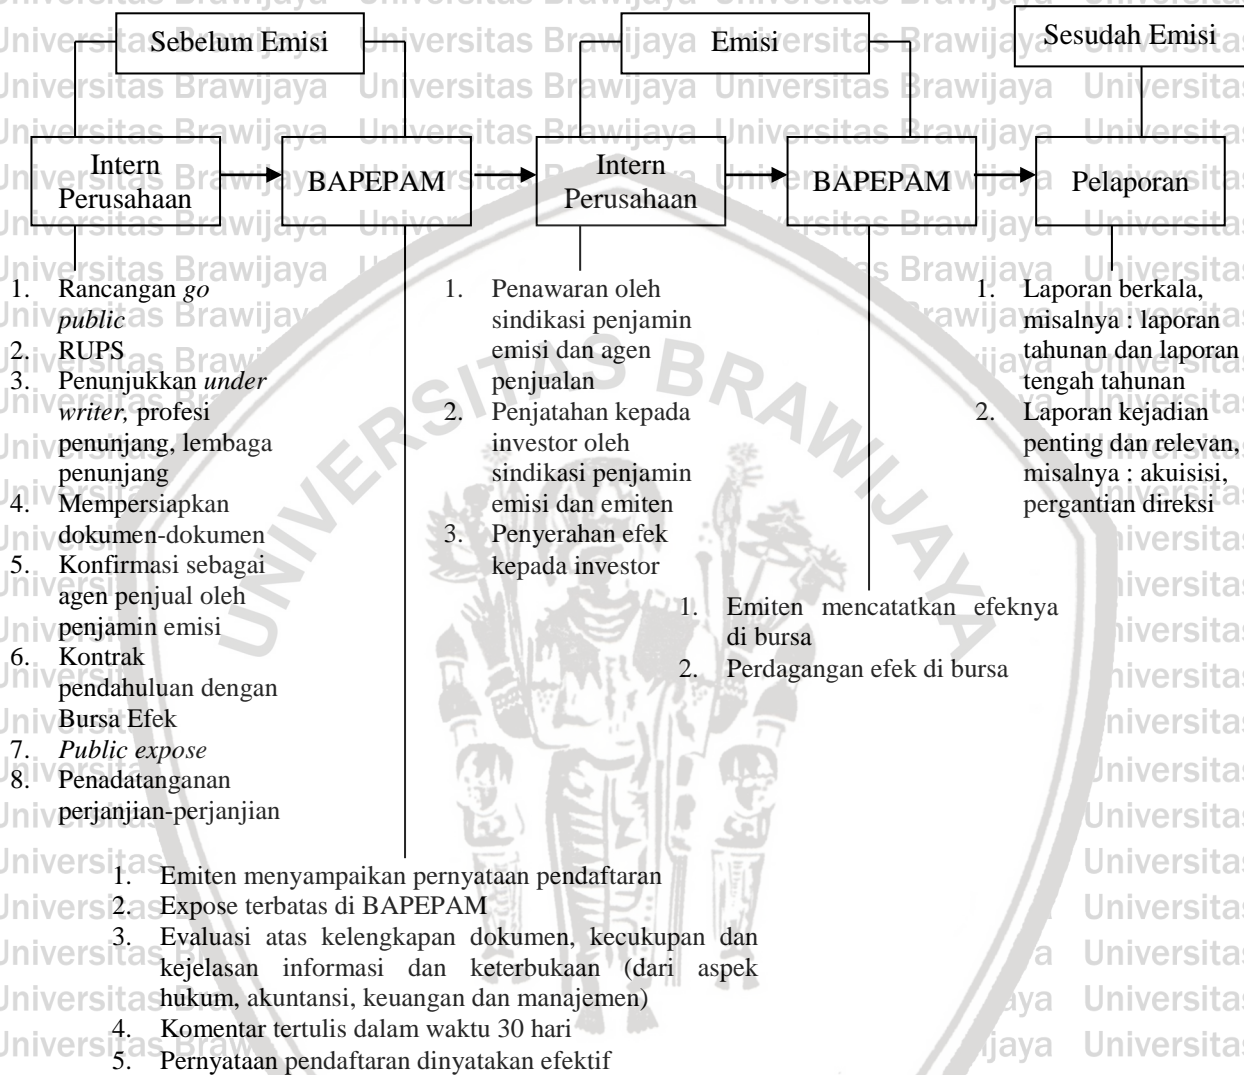 Sebelum Emisi
Emisi
Sesudah Emisi
Intern
Perusahaan
BAPEPAM
Intern
Perusahaan
BAPEPAM
Pelaporan
1. Rancangan go
public
2. RUPS
3. Penunjukkan under
writer, profesi
penunjang, lembaga
penunjang
4. Mempersiapkan
dokumen-dokumen
5. Konfirmasi sebagai
agen penjual oleh
penjamin emisi
6. Kontrak
pendahuluan dengan
Bursa Efek
7. Public expose
8. Penadatanganan
perjanjian-perjanjian
1. Emiten menyampaikan pernyataan pendaftaran
2. Expose terbatas di BAPEPAM
3. Evaluasi atas kelengkapan dokumen, kecukupan dan
kejelasan informasi dan keterbukaan (dari aspek
hukum, akuntansi, keuangan dan manajemen)
4. Komentar tertulis dalam waktu 30 hari
5. Pernyataan pendaftaran dinyatakan efektif
1. Penawaran oleh
sindikasi penjamin
emisi dan agen
penjualan
2. Penjatahan kepada
investor oleh
sindikasi penjamin
emisi dan emiten
3. Penyerahan efek
kepada investor
1. Emiten mencatatkan efeknya
di bursa
2. Perdagangan efek di bursa
1. Laporan berkala,
misalnya : laporan
tahunan dan laporan
tengah tahunan
2. Laporan kejadian
penting dan relevan,
misalnya : akuisisi,
pergantian direksi
UNIVERSITAS BRAWIJAYA